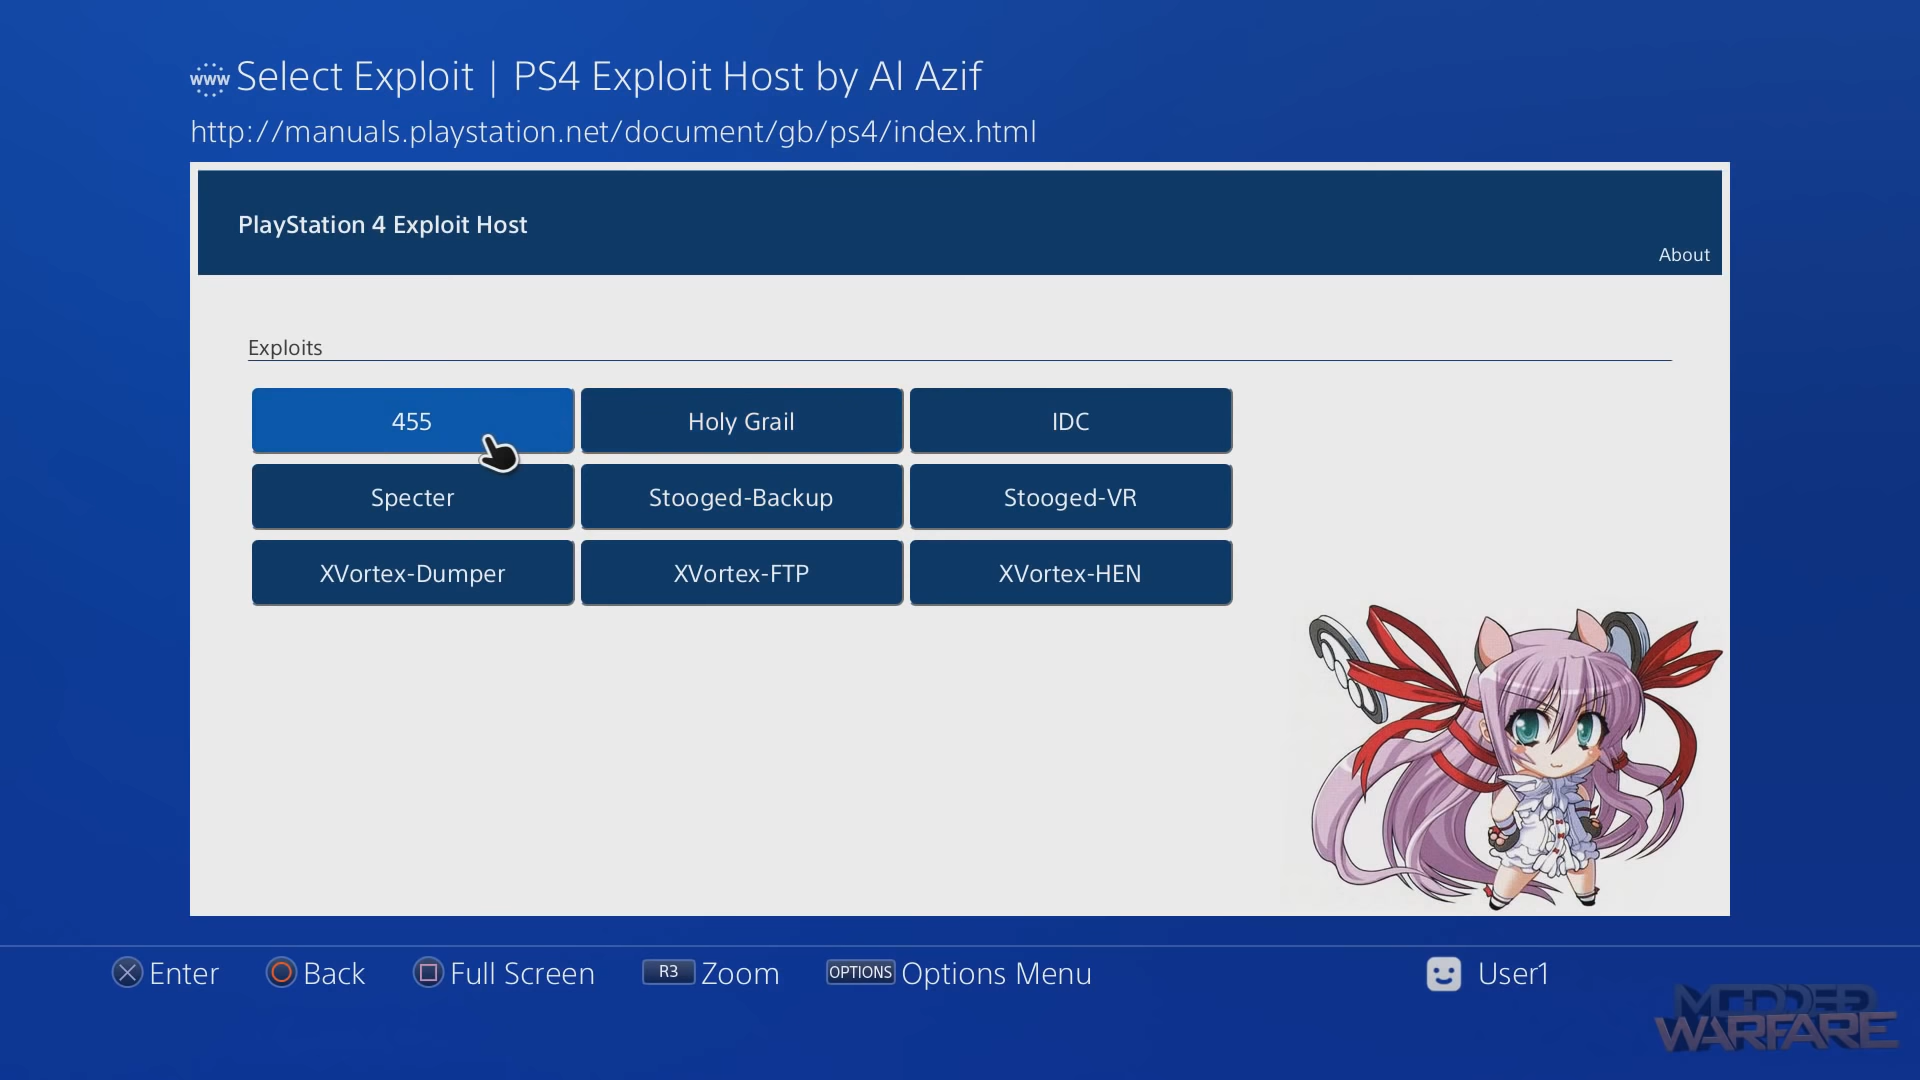 www Select Exploit | PS4 Exploit Host by Al Azif
http://manuals.playstation.net/document/gb/ps4/index.html
PlayStation 4 Exploit Host
About
Exploits
455 Holy Grail IDC
Specter Stooged-Backup Stooged-VR
XVortex-Dumper XVortex-FTP XVortex-HEN
Enter Back Full Screen R3 Zoom OPTIONS Options Menu User1
MODDED
WARFARE